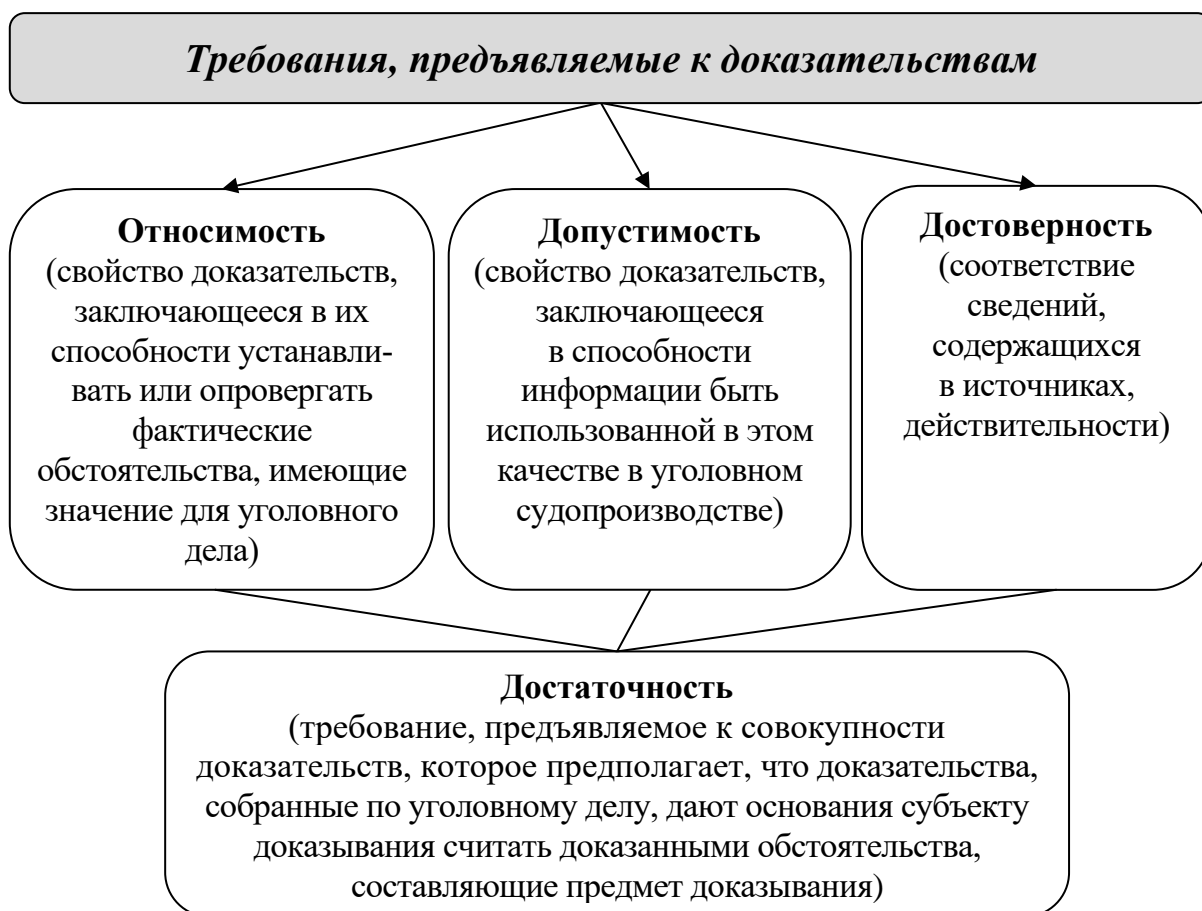 Требования, предъявляемые к доказательствам
Относимость
(свойство доказательств,
заключающееся в их
способности устанавли-
вать или опровергать
фактические
обстоятельства, имеющие
значение для уголовного
дела)
Допустимость
(свойство доказательств,
заключающееся
в способности
информации быть
использованной в этом
качестве в уголовном
судопроизводстве)
Достоверность
(соответствие
сведений,
содержащихся
в источниках,
действительности)
Достаточность
(требование, предъявляемое к совокупности
доказательств, которое предполагает, что доказательства,
собранные по уголовному делу, дают основания субъекту
доказывания считать доказанными обстоятельства,
составляющие предмет доказывания)